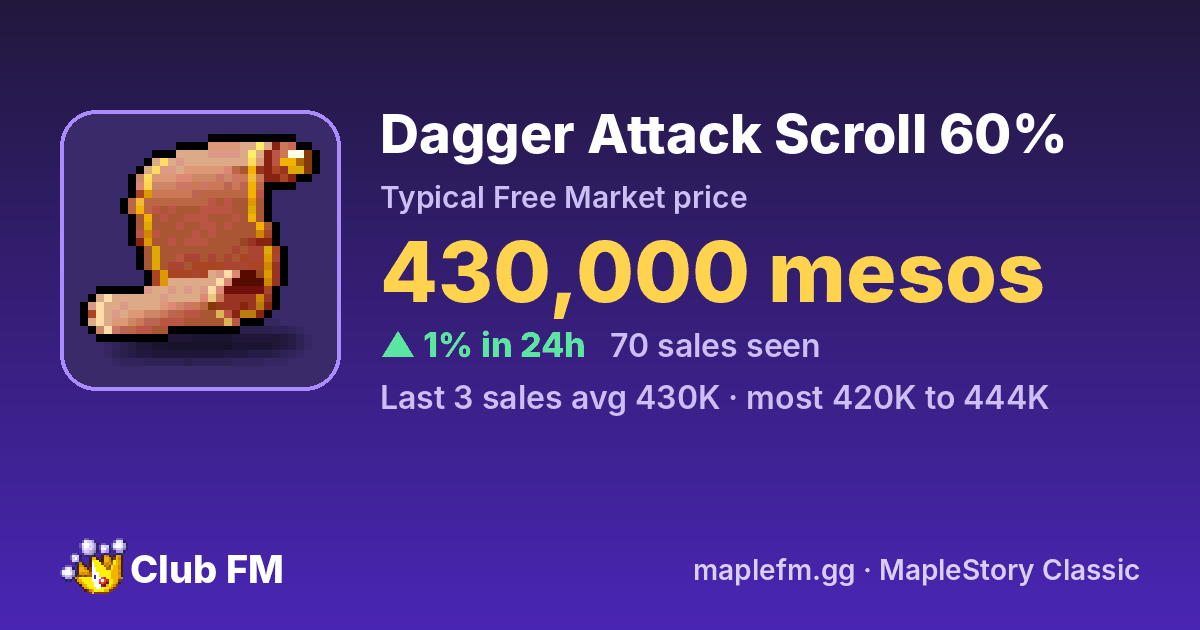 Dagger Attack Scroll 60%
Typical Free Market price
430,000 mesos
▲ 1% in 24h 70 sales seen
Last 3 sales avg 430K · most 420K to 444K
Club FM
maplefm.gg · MapleStory Classic